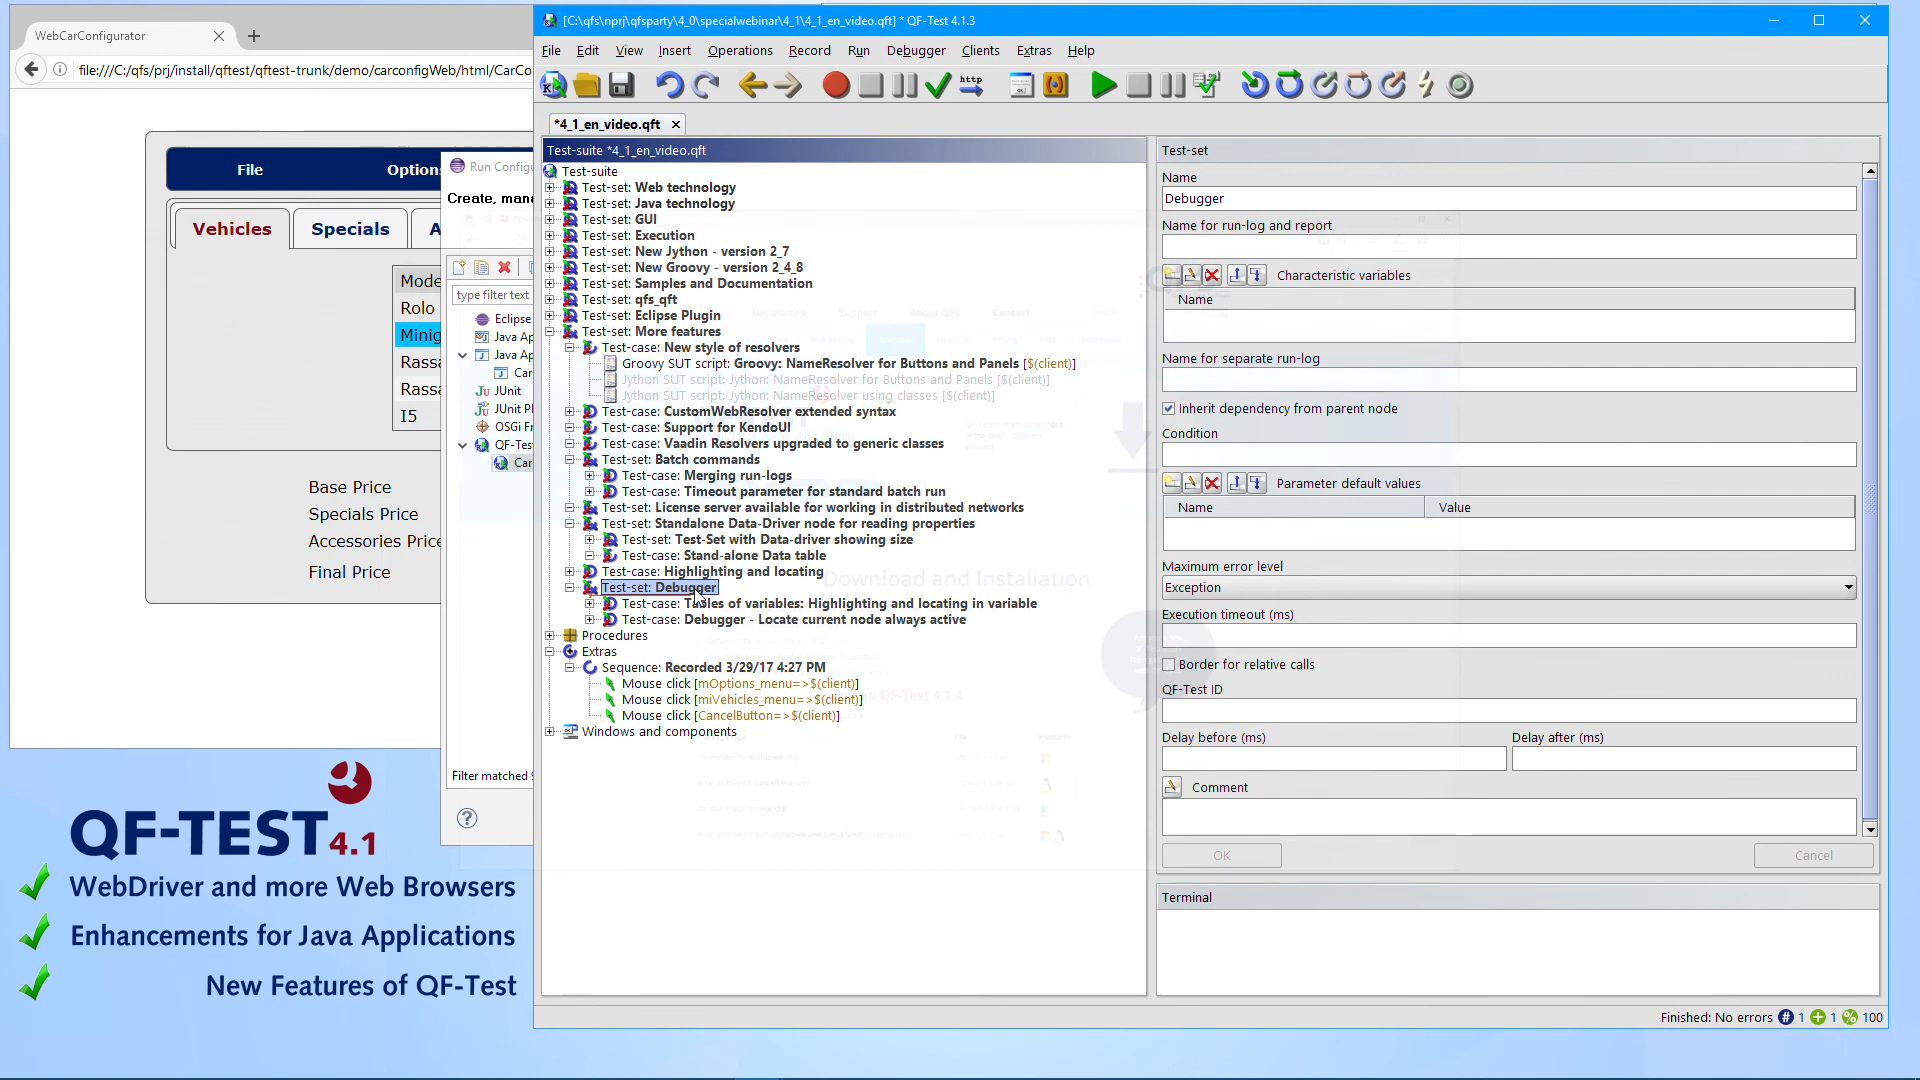 WebCarConfigurator
file:///C:/qfs/prj/install/qftest/qftest-trunk/demo/carconfigWeb/html/CarCo
File
Option
Vehicles
Specials
A
Mode
Rolo
Minig
Rassa
Rassa
I5
Base Price
Specials Price
Accessories Price
Final Price
Run Configu
Create, mana
type filter text
Eclipse
Java Ap
Java Ap
Car
JUnit
JUnit Pl
OSGi Fr
QF-Test
Car
Filter matched 9
QF-TEST 4.1
WebDriver and more Web Browsers
Enhancements for Java Applications
New Features of QF-Test
[C:\qfs\nprj\qfsparty\4_0\specialwebinar\4_1\4_1_en_video.qft] * QF-Test 4.1.3
File Edit View Insert Operations Record Run Debugger Clients Extras Help
http
*4_1_en_video.qft
Test-suite *4_1_en_video.qft
Test-suite
Test-set: Web technology
Test-set: Java technology
Test-set: GUI
Test-set: Execution
Test-set: New Jython - version 2_7
Test-set: New Groovy - version 2_4_8
Test-set: Samples and Documentation
Test-set: qfs_qft
Test-set: Eclipse Plugin
Test-set: More features
Test-case: New style of resolvers
Groovy SUT script: Groovy: NameResolver for Buttons and Panels [$(client)]
Jython SUT script: Jython: NameResolver for Buttons and Panels [$(client)]
Jython SUT script: Jython: NameResolver using classes [$(client)]
Test-case: CustomWebResolver extended syntax
Test-case: Support for KendoUI
Test-case: Vaadin Resolvers upgraded to generic classes
Test-set: Batch commands
Test-case: Merging run-logs
Test-case: Timeout parameter for standard batch run
Test-set: License server available for working in distributed networks
Test-set: Standalone Data-Driver node for reading properties
Test-set: Test-Set with Data-driver showing size
Test-case: Stand-alone Data table
Test-case: Highlighting and locating
Test-set: Debugger
Test-case: Tables of variables: Highlighting and locating in variable
Test-case: Debugger - Locate current node always active
Procedures
Extras
Sequence: Recorded 3/29/17 4:27 PM
Mouse click [mOptions_menu=>$(client)]
Mouse click [miVehicles_menu=>$(client)]
Mouse click [CancelButton=>$(client)]
Windows and components
Get started Support About QFS Contact
Download and Installation
Test-set
Name
Debugger
Name for run-log and report
Characteristic variables
Name
Name for separate run-log
Inherit dependency from parent node
Condition
Parameter default values
Name Value
Maximum error level
Exception
Execution timeout (ms)
Border for relative calls
QF-Test ID
Delay before (ms) Delay after (ms)
Comment
OK Cancel
Terminal
Finished: No errors 1 1 100